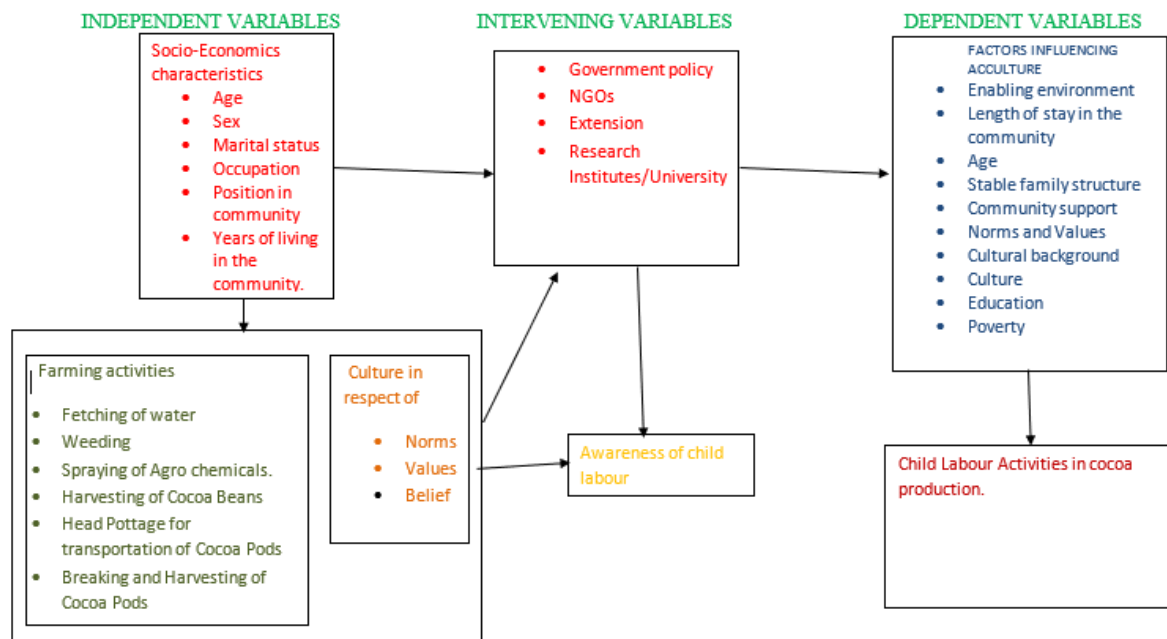 INDEPENDENT VARIABLES
Socio-Economics
characteristics
• Age
• Sex
• Marital status
• Occupation
• Position in
community
• Years of living
in the
community.
Farming activities
• Fetching of water
• Weeding
• Spraying of Agro chemicals.
• Harvesting of Cocoa Beans
• Head Pottage for
transportation of Cocoa Pods
• Breaking and Harvesting of
Cocoa Pods
Culture in
respect of
• Norms
• Values
• Belief
INTERVENING VARIABLES
• Government policy
• NGOs
• Extension
• Research
Institutes/University
Awareness of child
labour
DEPENDENT VARIABLES
FACTORS INFLUENCING
ACCULTURE
• Enabling environment
• Length of stay in the
community
• Age
• Stable family structure
• Community support
• Norms and Values
• Cultural background
• Culture
• Education
• Poverty
Child Labour Activities in cocoa
production.